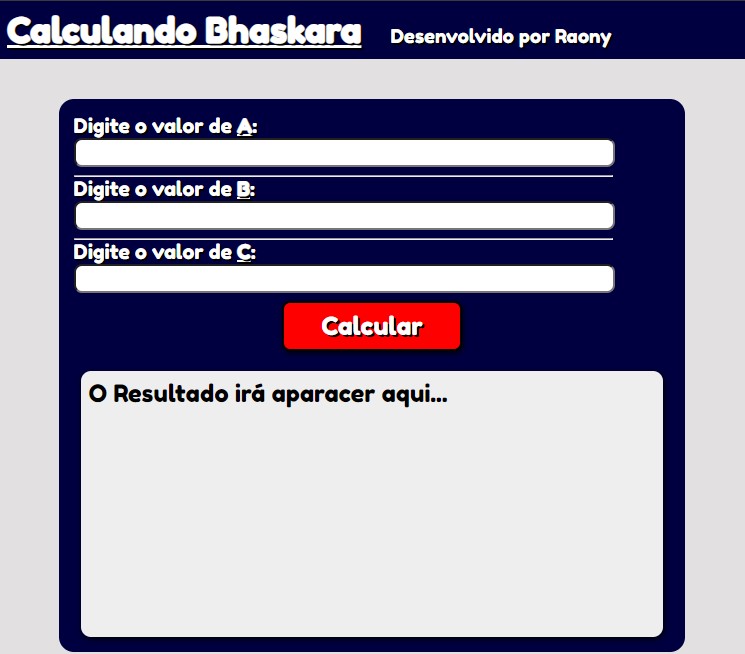 Calculando Bhaskara Desenvolvido por Raony
Digite o valor de A:
Digite o valor de B:
Digite o valor de C:
Calcular
O Resultado irá aparacer aqui...